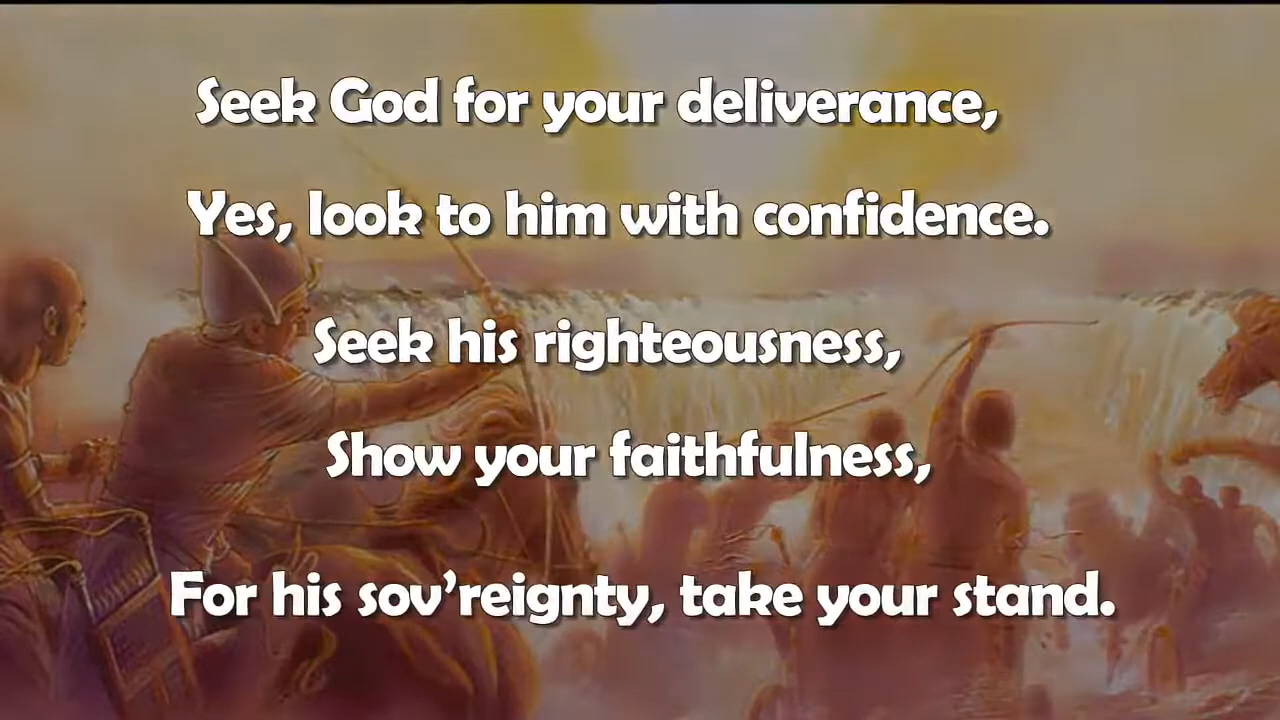 Seek God for your deliverance,
Yes, look to him with confidence.
Seek his righteousness,
Show your faithfulness,
For his sov’reignty, take your stand.